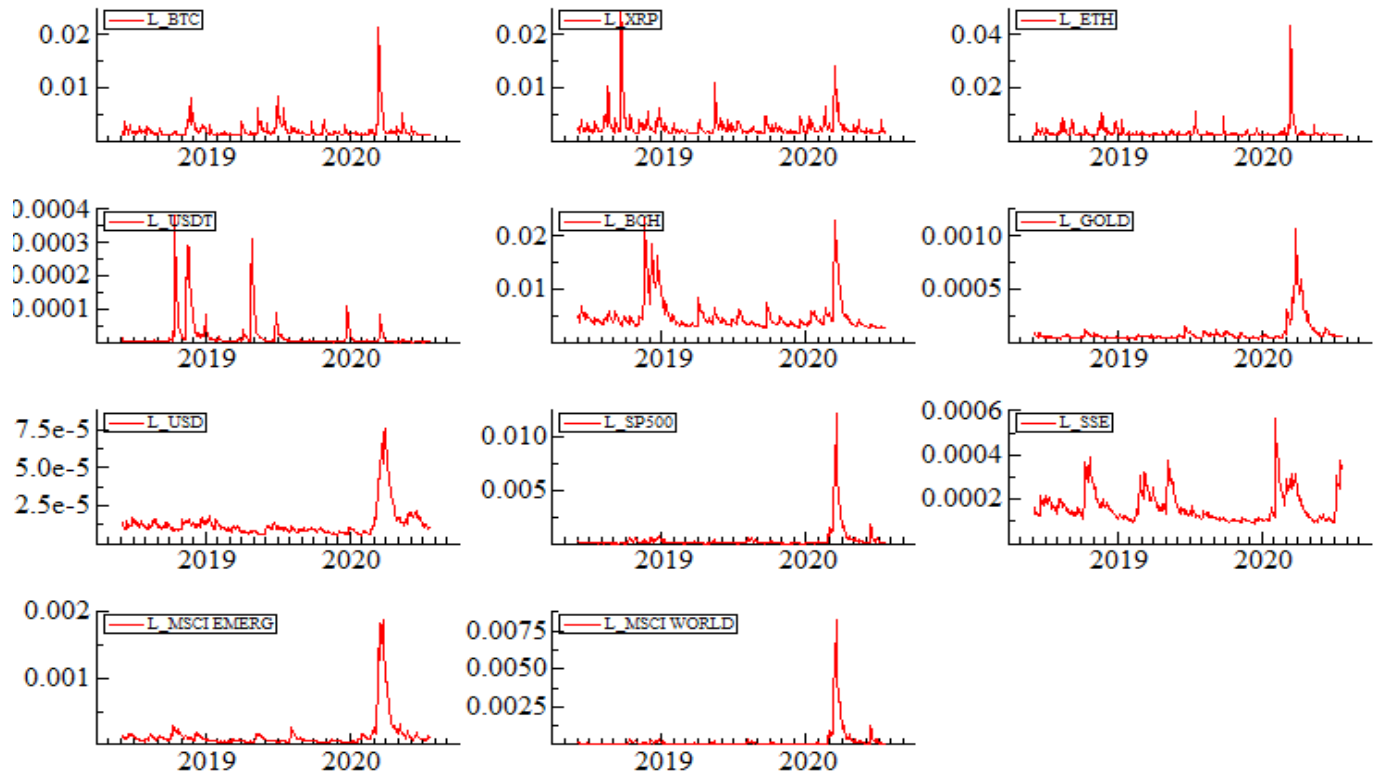 L_BTC
0.02
0.01
2019 2020
L_XRP
0.02
0.01
2019 2020
L_ETH
0.04
0.02
2019 2020
L_USDT
0.0004
0.0003
0.0002
0.0001
2019 2020
L_BCH
0.02
0.01
2019 2020
L_GOLD
0.0010
0.0005
2019 2020
L_USD
7.5e-5
5.0e-5
2.5e-5
2019 2020
L_SP500
0.010
0.005
2019 2020
L_SSE
0.0006
0.0004
0.0002
2019 2020
L_MSCI EMERG
0.002
0.001
2019 2020
L_MSCI WORLD
0.0075
0.0050
0.0025
2019 2020